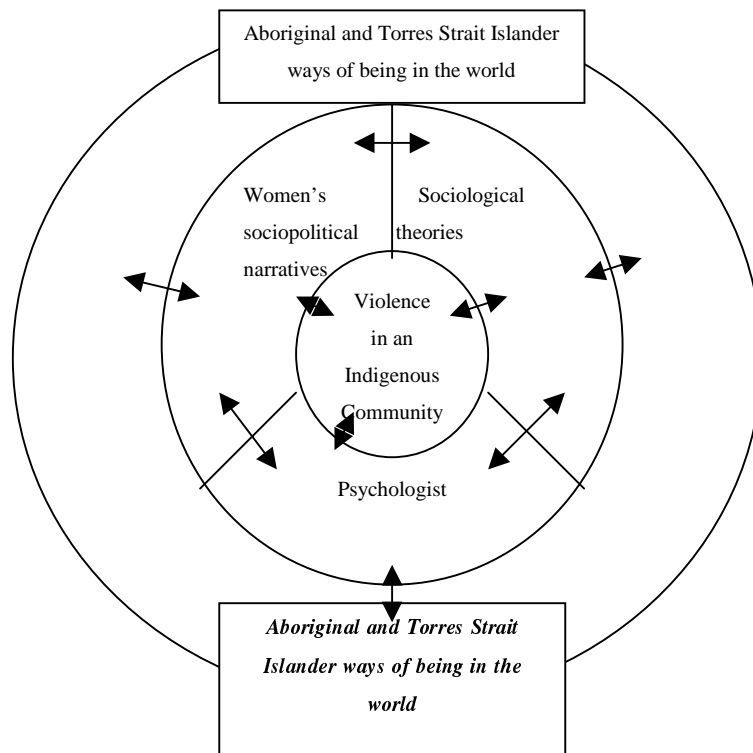 Aboriginal and Torres Strait Islander
ways of being in the world
Women's
sociopolitical
narratives
Sociological
theories
Violence
in an
Indigenous
Community
Psychologist
Aboriginal and Torres Strait
Islander ways of being in the
world